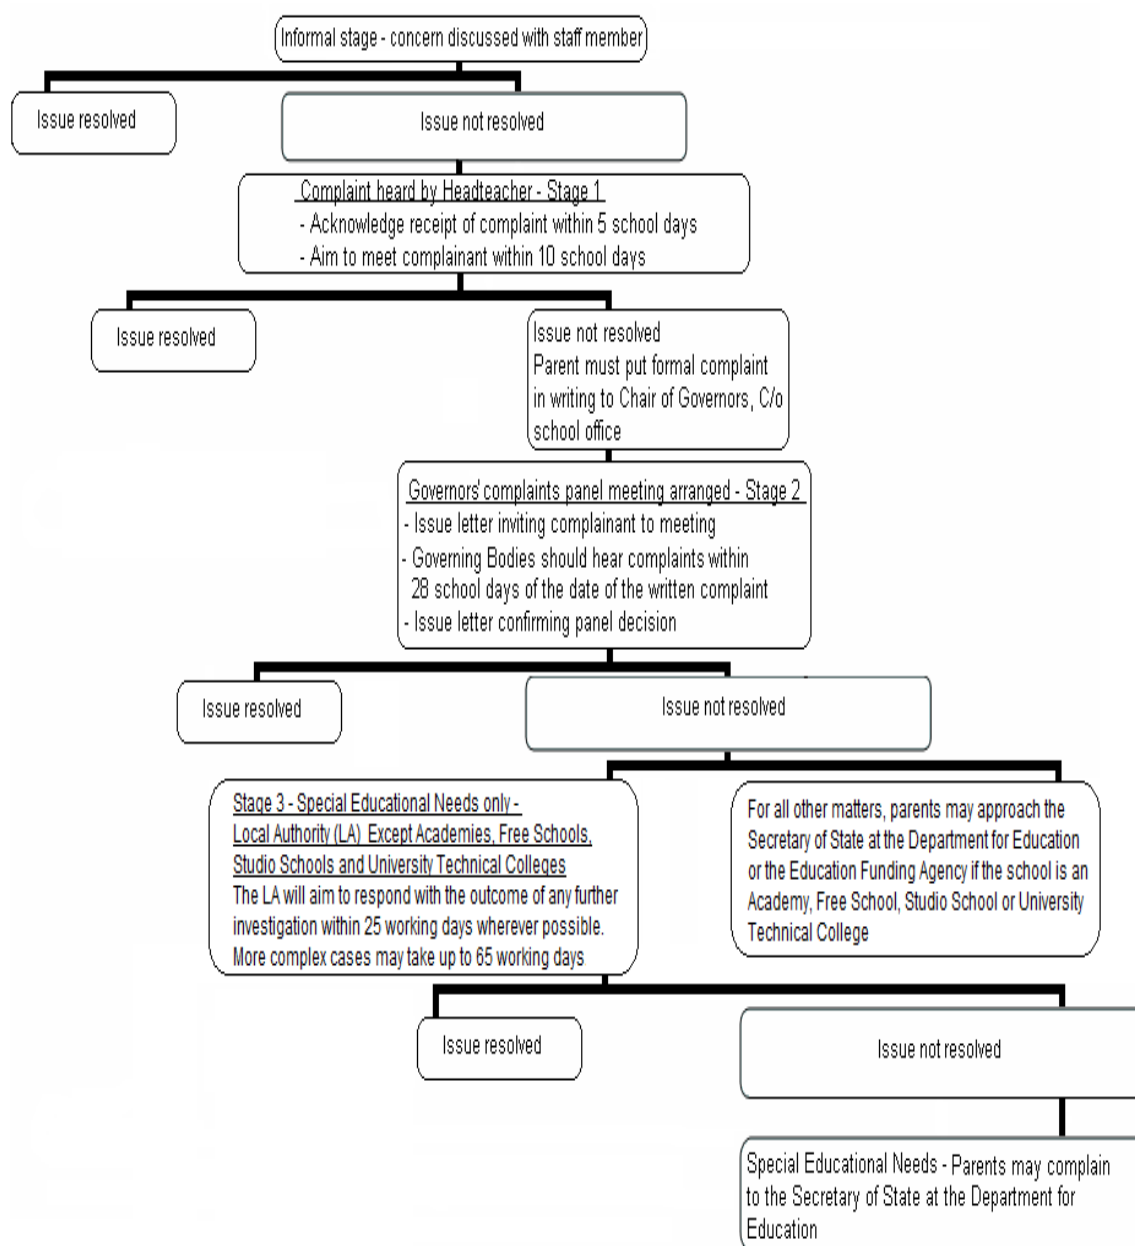 Informal stage - concern discussed with staff member
Issue resolved
Issue not resolved
Complaint heard by Headteacher - Stage 1
- Acknowledge receipt of complaint within 5 school days
- Aim to meet complainant within 10 school days
Issue resolved
Issue not resolved
Parent must put formal complaint
in writing to Chair of Governors, C/o
school office
Governors' complaints panel meeting arranged - Stage 2
- Issue letter inviting complainant to meeting
- Governing Bodies should hear complaints within
28 school days of the date of the written complaint
- Issue letter confirming panel decision
Issue resolved
Issue not resolved
Stage 3 - Special Educational Needs only -
Local Authority (LA) Except Academies, Free Schools,
Studio Schools and University Technical Colleges
The LA will aim to respond with the outcome of any further
investigation within 25 working days wherever possible.
More complex cases may take up to 65 working days
For all other matters, parents may approach the
Secretary of State at the Department for Education
or the Education Funding Agency if the school is an
Academy, Free School, Studio School or University
Technical College
Issue resolved
Issue not resolved
Special Educational Needs - Parents may complain
to the Secretary of State at the Department for
Education